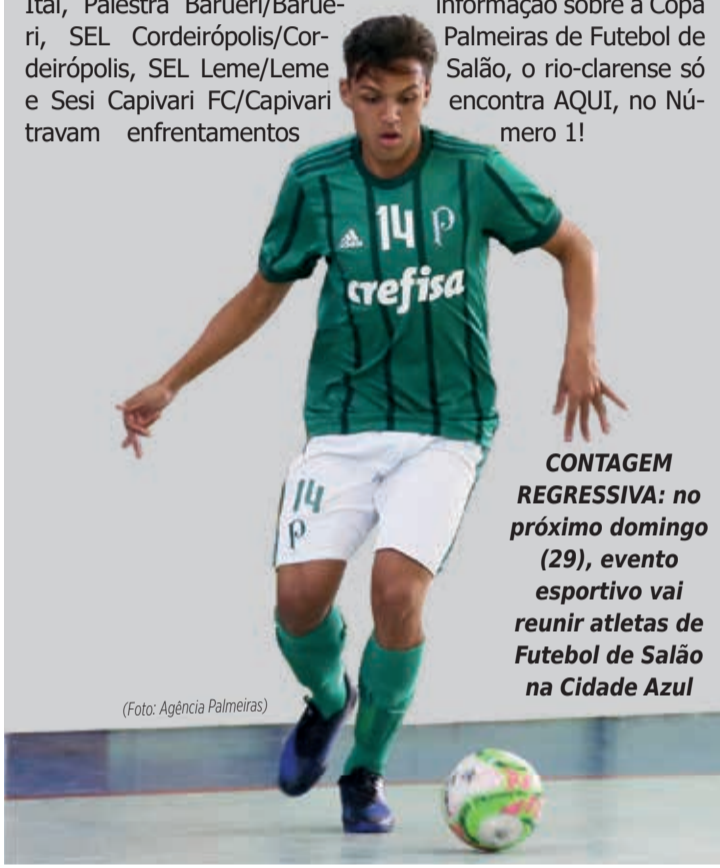 Itaí, Palestra Barueri/Barue-
ri, SEL Cordeirópolis/Cor-
deirópolis, SEL Leme/Leme
e Sesi Capivari FC/Capivari
travam enfrentamentos
informação sobre a Copa
Palmeiras de Futebol de
Salão, o rio-clarense só
encontra AQUI, no Nú-
mero 1!
adidas
14 P
crefisa
14
P
CONTAGEM
REGRESSIVA: no
próximo domingo
(29), evento
esportivo vai
reunir atletas de
Futebol de Salão
na Cidade Azul
(Foto: Agência Palmeiras)